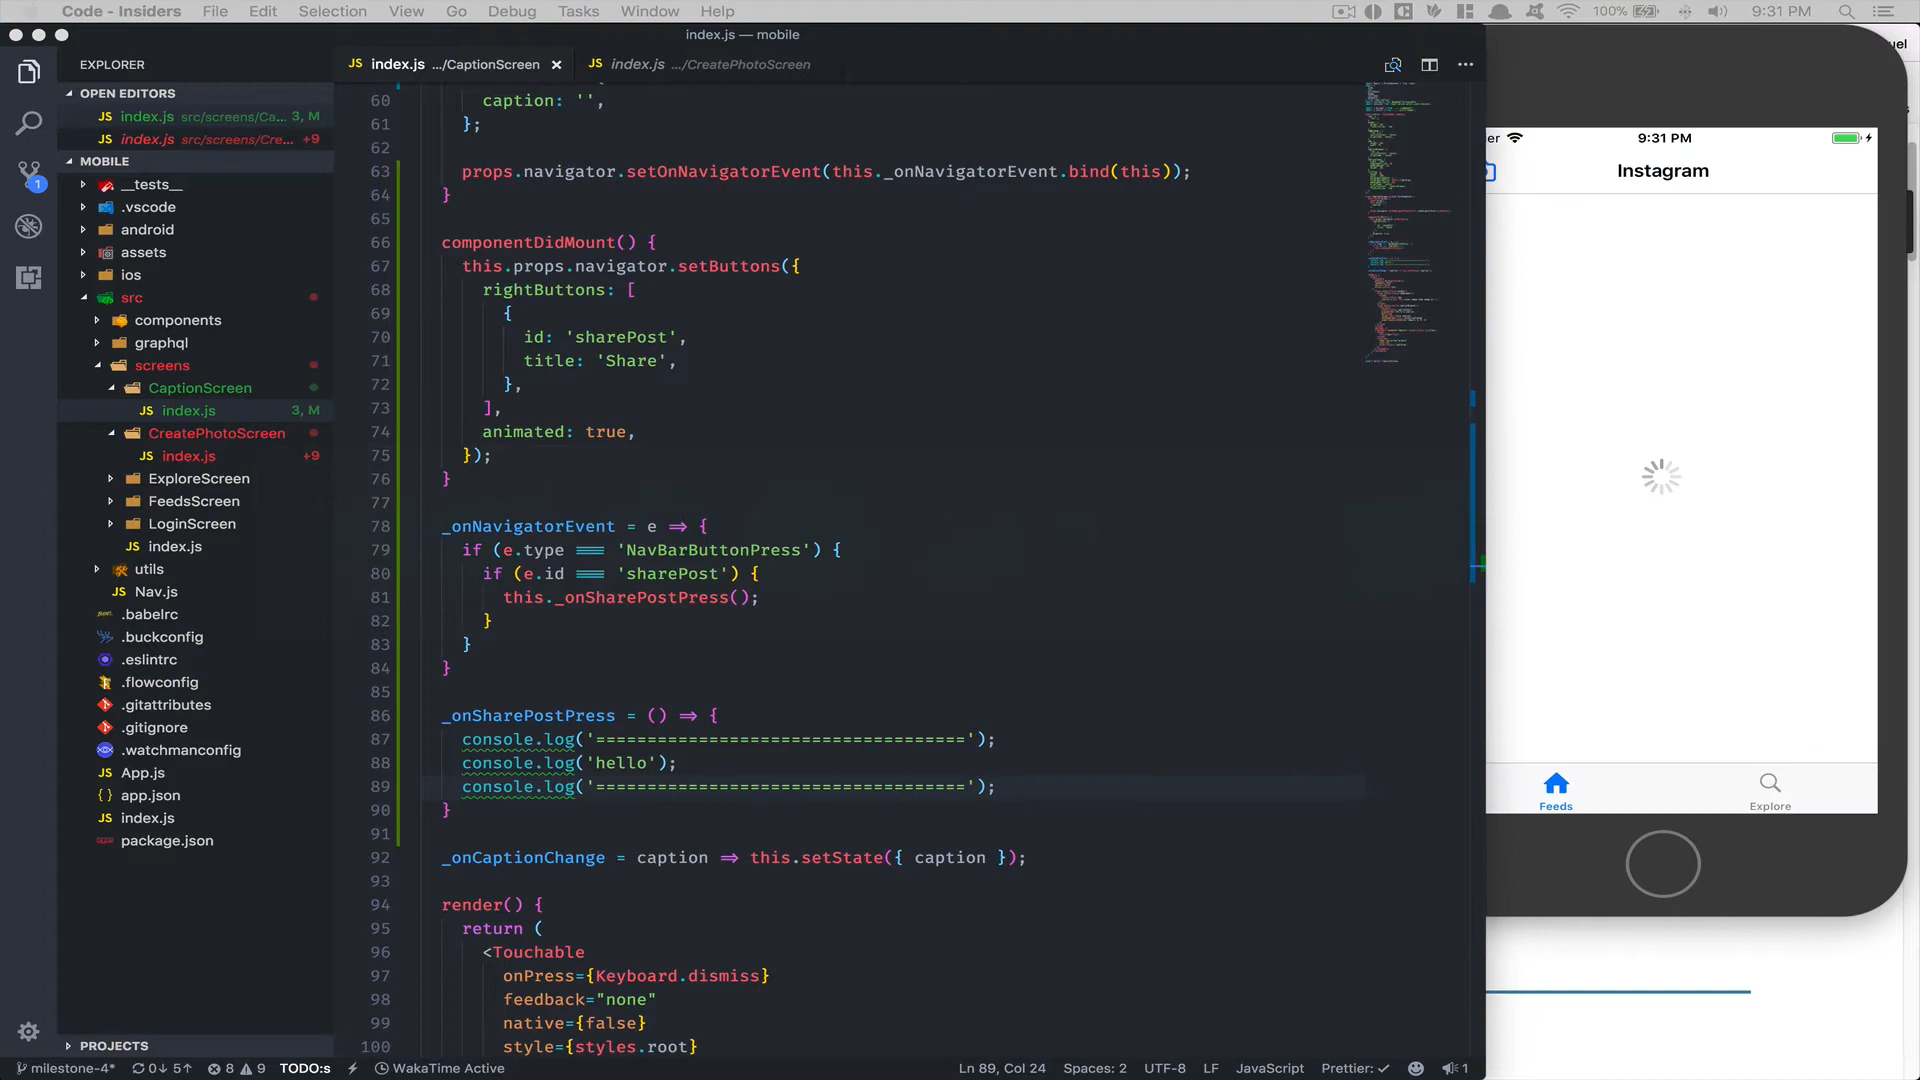 Code - Insiders File Edit Selection View Go Debug Tasks Window Help 100% 9:31 PM
index.js — mobile
EXPLORER
JS index.js .../CaptionScreen
JS index.js .../CreatePhotoScreen
OPEN EDITORS
JS index.js src/screens/Ca... 3, M
JS index.js src/screens/Cre... +9
MOBILE
__tests__
.vscode
android
assets
ios
src
components
graphql
screens
CaptionScreen
JS index.js 3, M
CreatePhotoScreen
JS index.js +9
ExploreScreen
FeedsScreen
LoginScreen
JS index.js
utils
JS Nav.js
.babelrc
.buckconfig
.eslintrc
.flowconfig
.gitattributes
.gitignore
.watchmanconfig
JS App.js
{ } app.json
JS index.js
package.json
PROJECTS
60 caption: '',
61 };
62
63 props.navigator.setOnNavigatorEvent(this._onNavigatorEvent.bind(this));
64 }
65
66 componentDidMount() {
67 this.props.navigator.setButtons({
68 rightButtons: [
69 {
70 id: 'sharePost',
71 title: 'Share',
72 },
73 ],
74 animated: true,
75 });
76 }
77
78 _onNavigatorEvent = e => {
79 if (e.type === 'NavBarButtonPress') {
80 if (e.id === 'sharePost') {
81 this._onSharePostPress();
82 }
83 }
84 }
85
86 _onSharePostPress = () => {
87 console.log('====================================');
88 console.log('hello');
89 console.log('====================================');
90 }
91
92 _onCaptionChange = caption => this.setState({ caption });
93
94 render() {
95 return (
96 <Touchable
97 onPress={Keyboard.dismiss}
98 feedback="none"
99 native={false}
100 style={styles.root}
milestone-4* 0↓ 5↑ 8 9 TODO:s WakaTime Active Ln 89, Col 24 Spaces: 2 UTF-8 LF JavaScript Prettier: ✓ 1
uel
er 9:31 PM
Instagram
Feeds
Explore
1